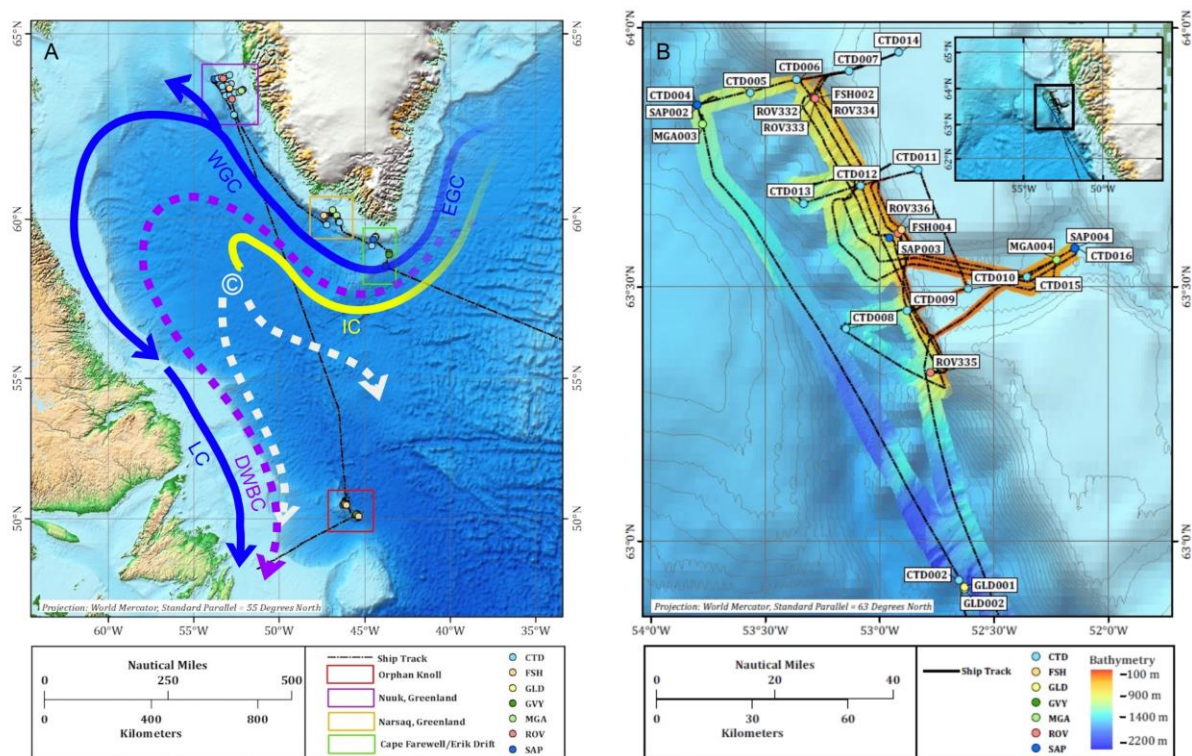 A
65°N
65°N
60°N
60°N
55°N
55°N
50°N
50°N
WGC
EGC
IC
©
LC
DWBC
Projection: World Mercator, Standard Parallel = 55 Degrees North
60°W
55°W
50°W
45°W
40°W
35°W
Nautical Miles
0
250
500
0
400
800
Kilometers
Ship Track
Orphan Knoll
Nuuk, Greenland
Narsaq, Greenland
Cape Farewell/Erik Drift
CTD
FSH
GLD
GVY
MGA
ROV
SAP
B
64°0'N
64°0'N
63°30'N
63°30'N
63°0'N
63°0'N
CTD014
CTD007
CTD006
CTD005
CTD004
SAP002
MGA003
FSH002
ROV332
ROV334
ROV333
CTD011
CTD012
CTD013
ROV336
FSH004
SAP003
SAP004
MGA004
CTD016
CTD010
CTD015
CTD009
CTD008
ROV335
CTD002
GLD001
GLD002
65°N
64°N
63°N
62°N
55°W
50°W
Projection: World Mercator, Standard Parallel = 63 Degrees North
54°0'W
53°30'W
53°0'W
52°30'W
52°0'W
Nautical Miles
0
20
40
0
30
60
Kilometers
Ship Track
CTD
FSH
GLD
GVY
MGA
ROV
SAP
Bathymetry
-100 m
-900 m
-1400 m
-2200 m